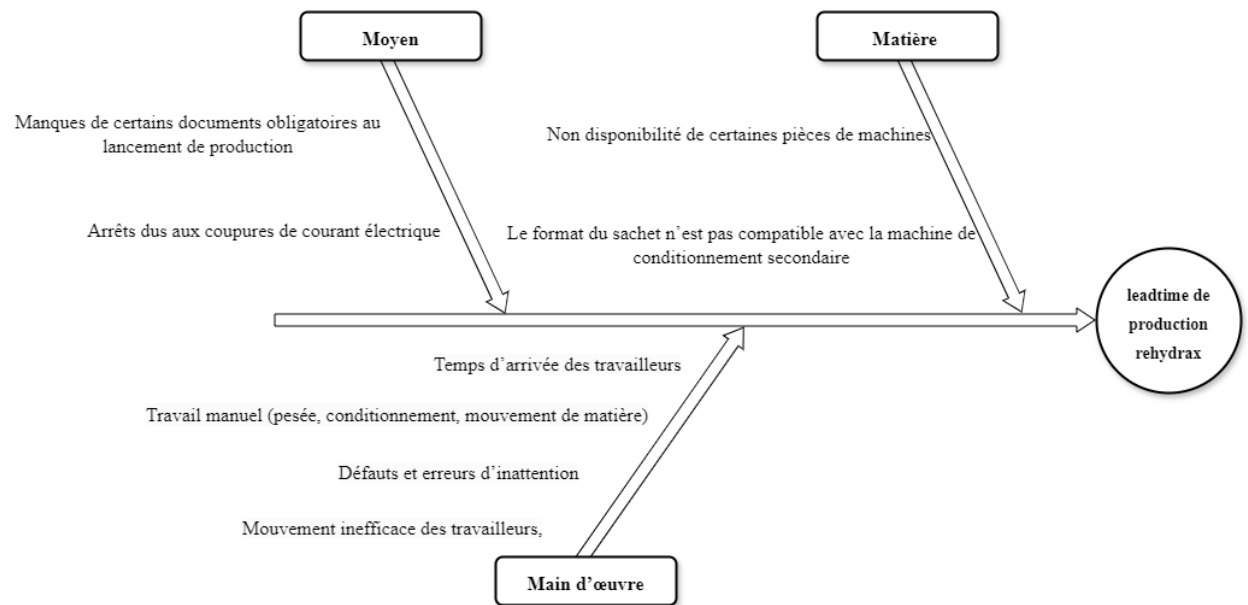 Moyen
Matière
Manques de certains documents obligatoires au
lancement de production
Non disponibilité de certaines pièces de machines
Arrêts dus aux coupures de courant électrique
Le format du sachet n’est pas compatible avec la machine de
conditionnement secondaire
leadtime de
production
rehydrax
Temps d’arrivée des travailleurs
Travail manuel (pesée, conditionnement, mouvement de matière)
Défauts et erreurs d’inattention
Mouvement inefficace des travailleurs,
Main d’œuvre